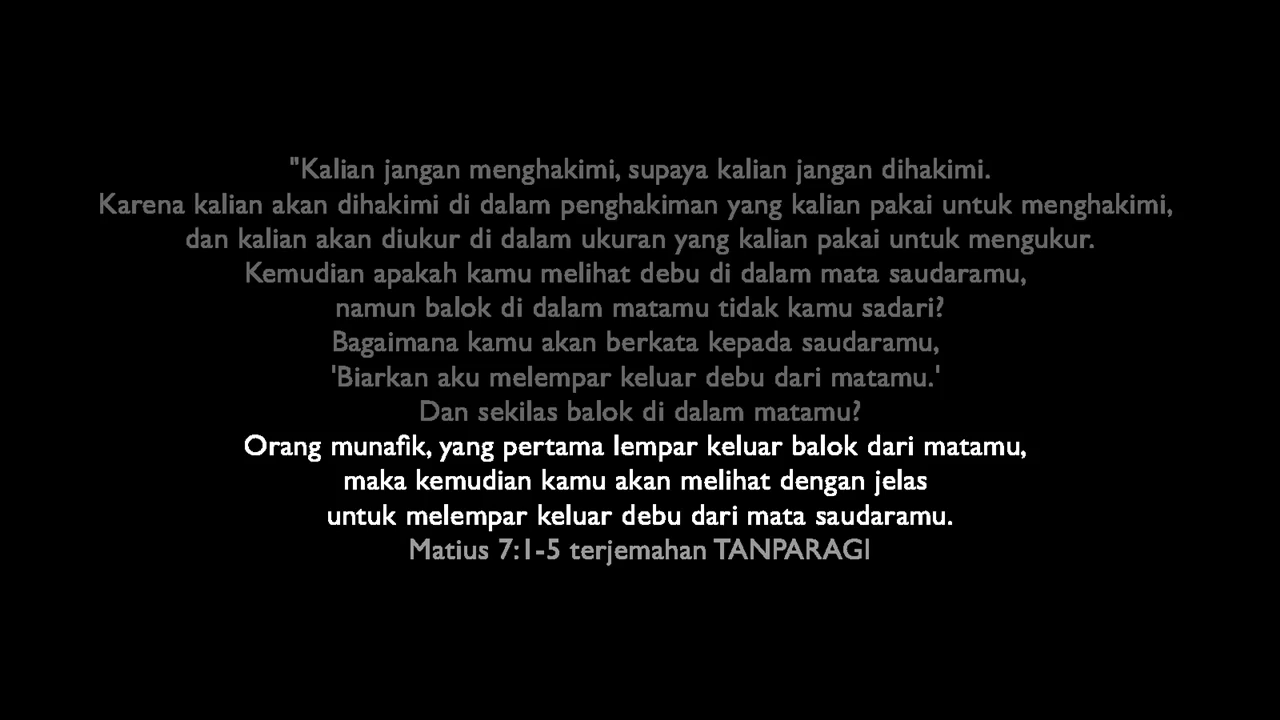 "Kalian jangan menghakimi, supaya kalian jangan dihakimi.
Karena kalian akan dihakimi di dalam penghakiman yang kalian pakai untuk menghakimi,
dan kalian akan diukur di dalam ukuran yang kalian pakai untuk mengukur.
Kemudian apakah kamu melihat debu di dalam mata saudaramu,
namun balok di dalam matamu tidak kamu sadari?
Bagaimana kamu akan berkata kepada saudaramu,
'Biarkan aku melempar keluar debu dari matamu.'
Dan sekilas balok di dalam matamu?
Orang munafik, yang pertama lempar keluar balok dari matamu,
maka kemudian kamu akan melihat dengan jelas
untuk melempar keluar debu dari mata saudaramu.
Matius 7:1-5 terjemahan TANPARAGI